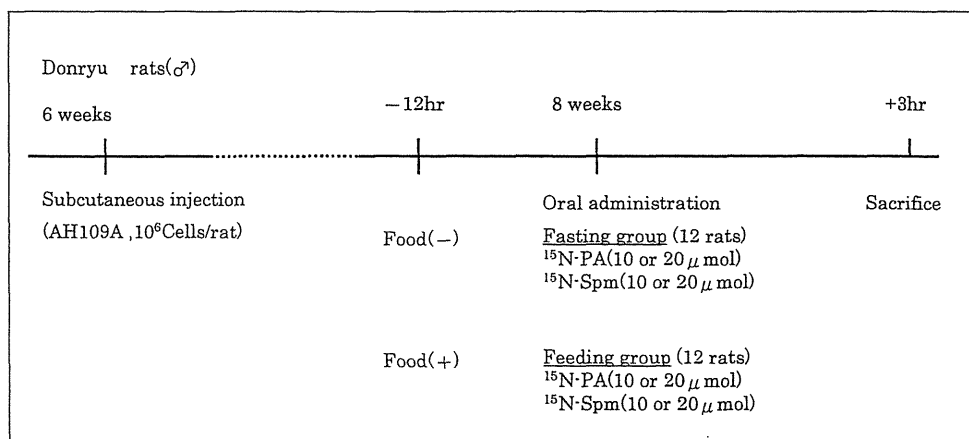 Donryu rats(♂)
6 weeks
−12hr
8 weeks
+3hr
Subcutaneous injection
(AH109A ,10⁶Cells/rat)
Oral administration
Sacrifice
Food(−)
Fasting group (12 rats)
¹⁵N-PA(10 or 20 μ mol)
¹⁵N-Spm(10 or 20 μ mol)
Food(+)
Feeding group (12 rats)
¹⁵N-PA(10 or 20 μ mol)
¹⁵N-Spm(10 or 20 μ mol)